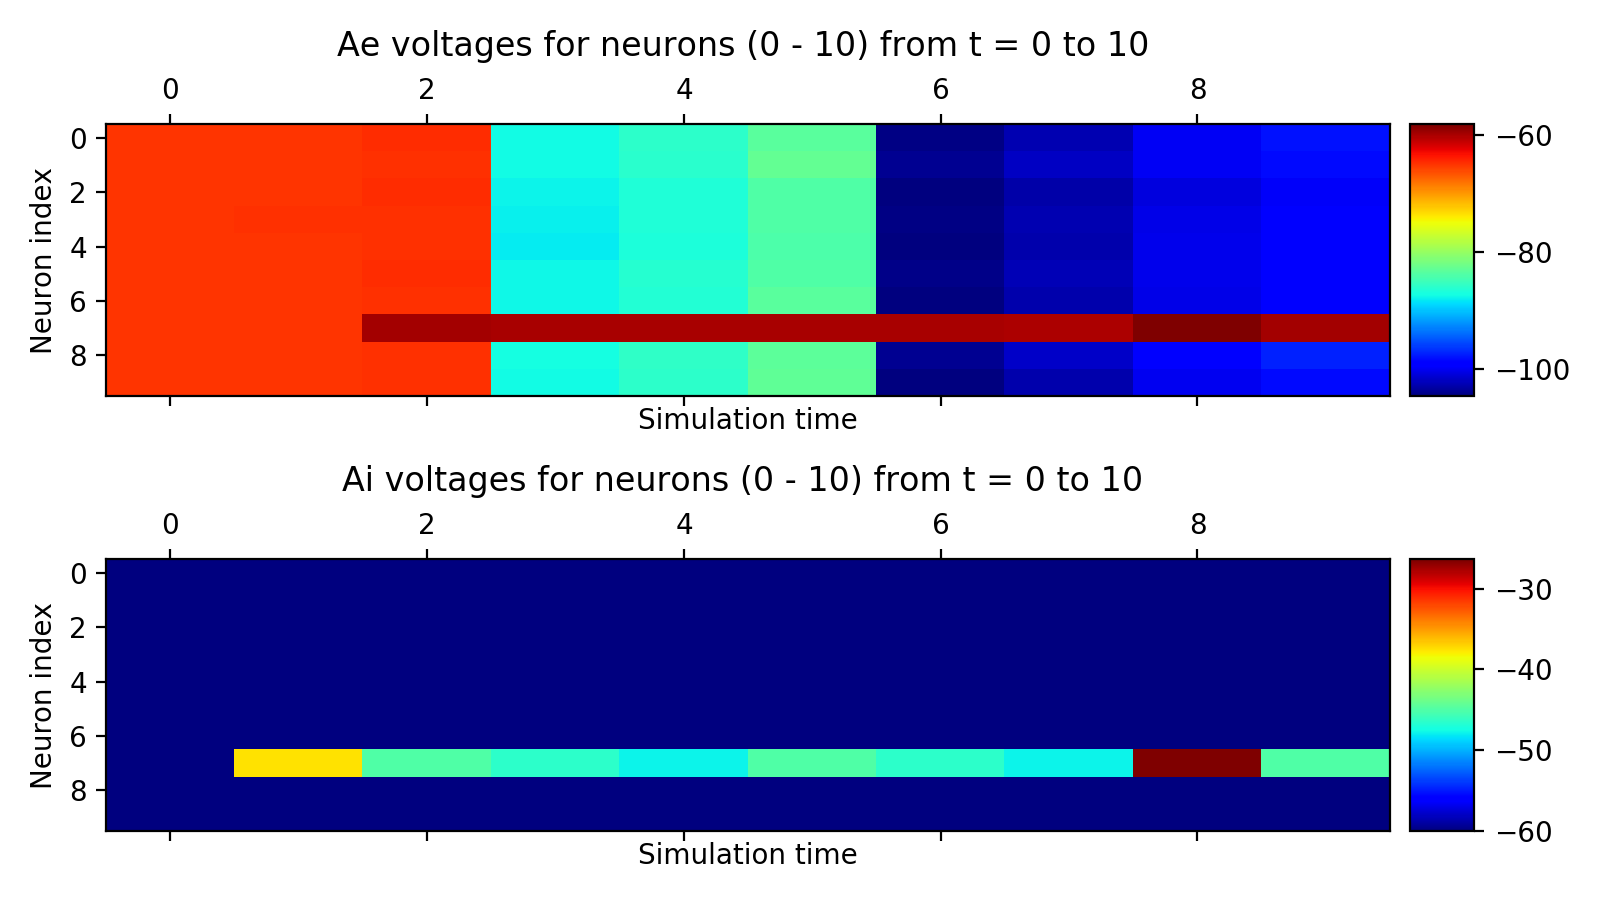 Ae voltages for neurons (0 - 10) from t = 0 to 10
0 2 4 6 8
Neuron index
0
2
4
6
8
−60
−80
−100
Simulation time
Ai voltages for neurons (0 - 10) from t = 0 to 10
0 2 4 6 8
Neuron index
0
2
4
6
8
−30
−40
−50
−60
Simulation time